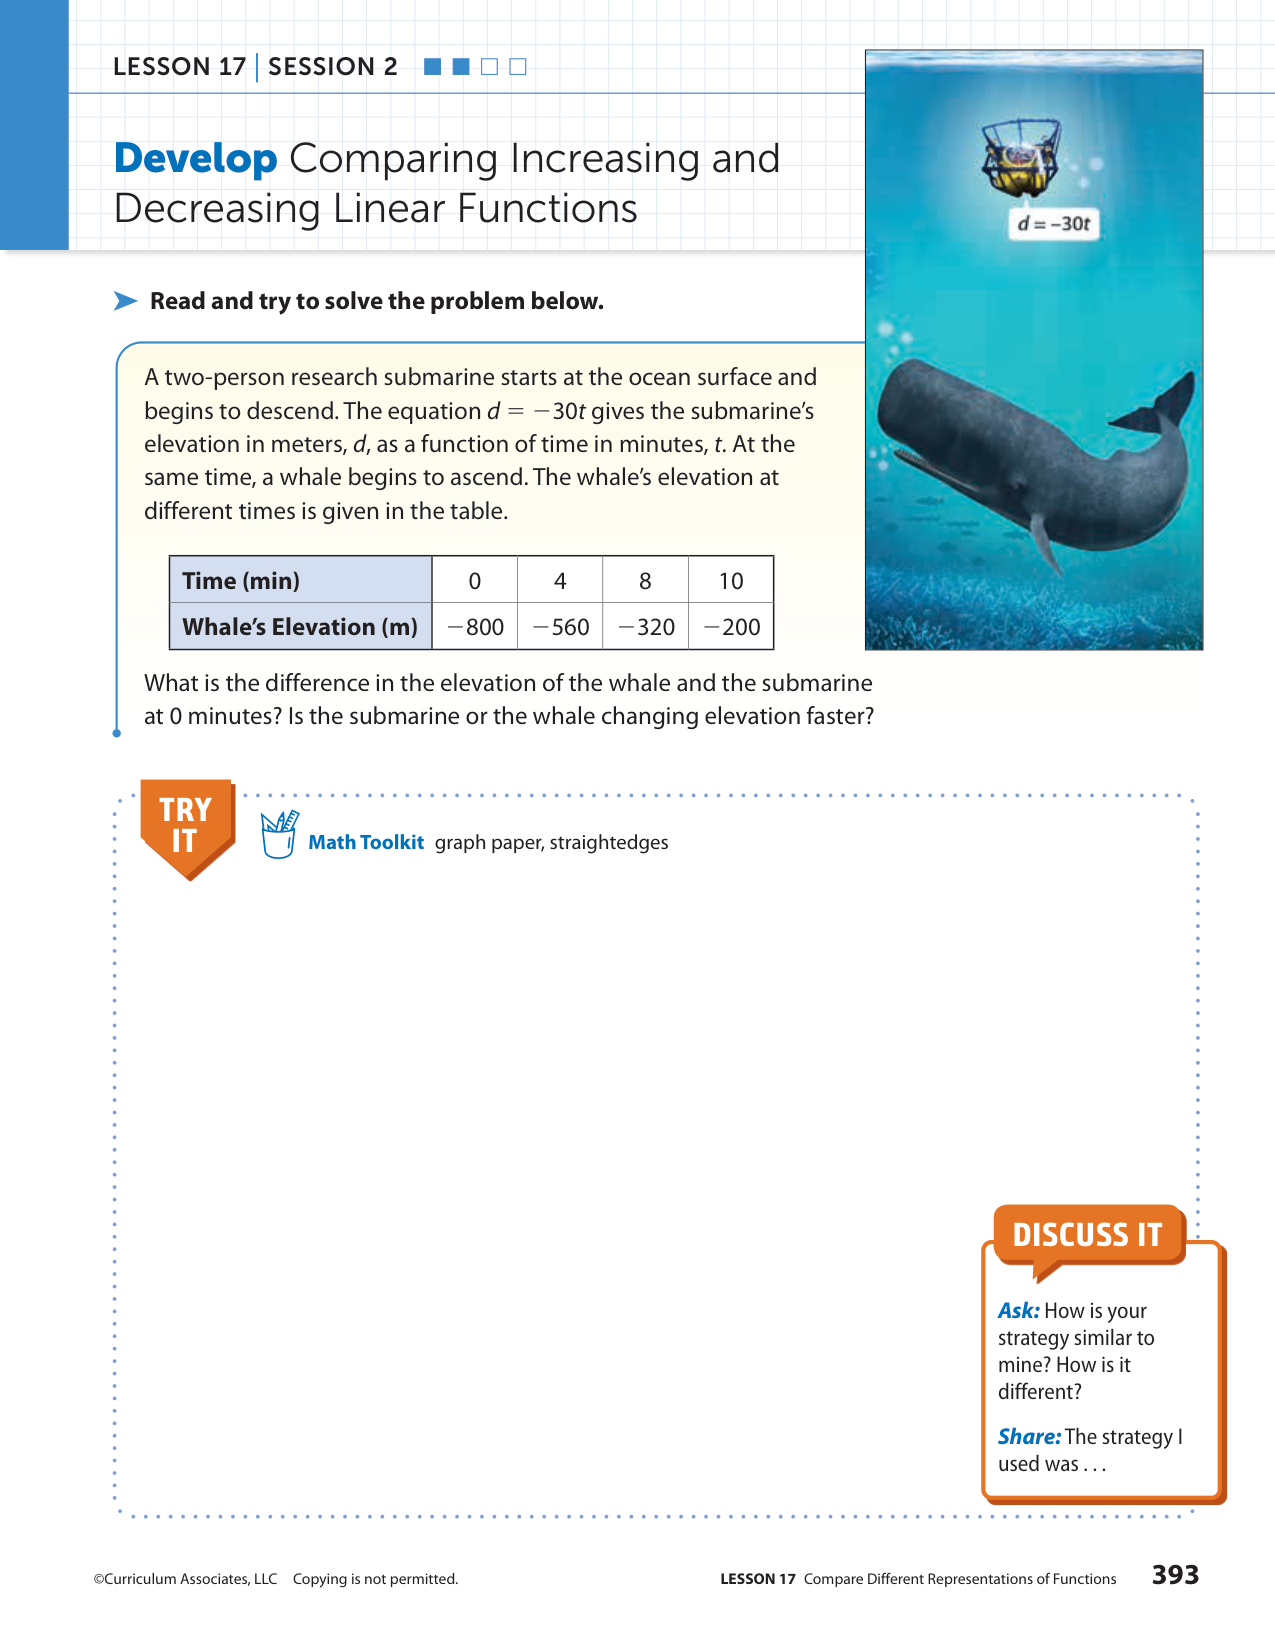 LESSON 17 | SESSION 2
Develop Comparing Increasing and
Decreasing Linear Functions
d = –30t
Read and try to solve the problem below.
A two-person research submarine starts at the ocean surface and
begins to descend. The equation d = −30t gives the submarine's
elevation in meters, d, as a function of time in minutes, t. At the
same time, a whale begins to ascend. The whale's elevation at
different times is given in the table.
Time (min) 0 4 8 10
Whale's Elevation (m) −800 −560 −320 −200
What is the difference in the elevation of the whale and the submarine
at 0 minutes? Is the submarine or the whale changing elevation faster?
TRY
IT
Math Toolkit graph paper, straightedges
DISCUSS IT
Ask: How is your
strategy similar to
mine? How is it
different?
Share: The strategy I
used was . . .
©Curriculum Associates, LLC Copying is not permitted.
LESSON 17 Compare Different Representations of Functions 393